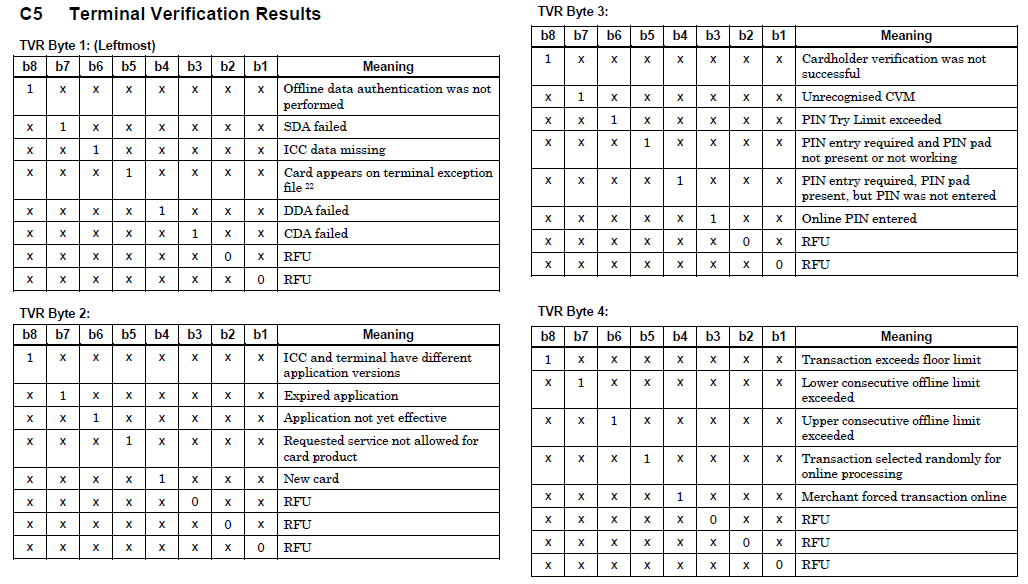 C5 Terminal Verification Results
TVR Byte 1: (Leftmost)
b8 b7 b6 b5 b4 b3 b2 b1 Meaning
1 x x x x x x x Offline data authentication was not
performed
x 1 x x x x x x SDA failed
x x 1 x x x x x ICC data missing
x x x 1 x x x x Card appears on terminal exception
file 22
x x x x 1 x x x DDA failed
x x x x x 1 x x CDA failed
x x x x x x 0 x RFU
x x x x x x x 0 RFU
TVR Byte 2:
b8 b7 b6 b5 b4 b3 b2 b1 Meaning
1 x x x x x x x ICC and terminal have different
application versions
x 1 x x x x x x Expired application
x x 1 x x x x x Application not yet effective
x x x 1 x x x x Requested service not allowed for
card product
x x x x 1 x x x New card
x x x x x 0 x x RFU
x x x x x x 0 x RFU
x x x x x x x 0 RFU
TVR Byte 3:
b8 b7 b6 b5 b4 b3 b2 b1 Meaning
1 x x x x x x x Cardholder verification was not
successful
x 1 x x x x x x Unrecognised CVM
x x 1 x x x x x PIN Try Limit exceeded
x x x 1 x x x x PIN entry required and PIN pad
not present or not working
x x x x 1 x x x PIN entry required, PIN pad
present, but PIN was not entered
x x x x x 1 x x Online PIN entered
x x x x x x 0 x RFU
x x x x x x x 0 RFU
TVR Byte 4:
b8 b7 b6 b5 b4 b3 b2 b1 Meaning
1 x x x x x x x Transaction exceeds floor limit
x 1 x x x x x x Lower consecutive offline limit
exceeded
x x 1 x x x x x Upper consecutive offline limit
exceeded
x x x 1 x x x x Transaction selected randomly for
online processing
x x x x 1 x x x Merchant forced transaction online
x x x x x 0 x x RFU
x x x x x x 0 x RFU
x x x x x x x 0 RFU